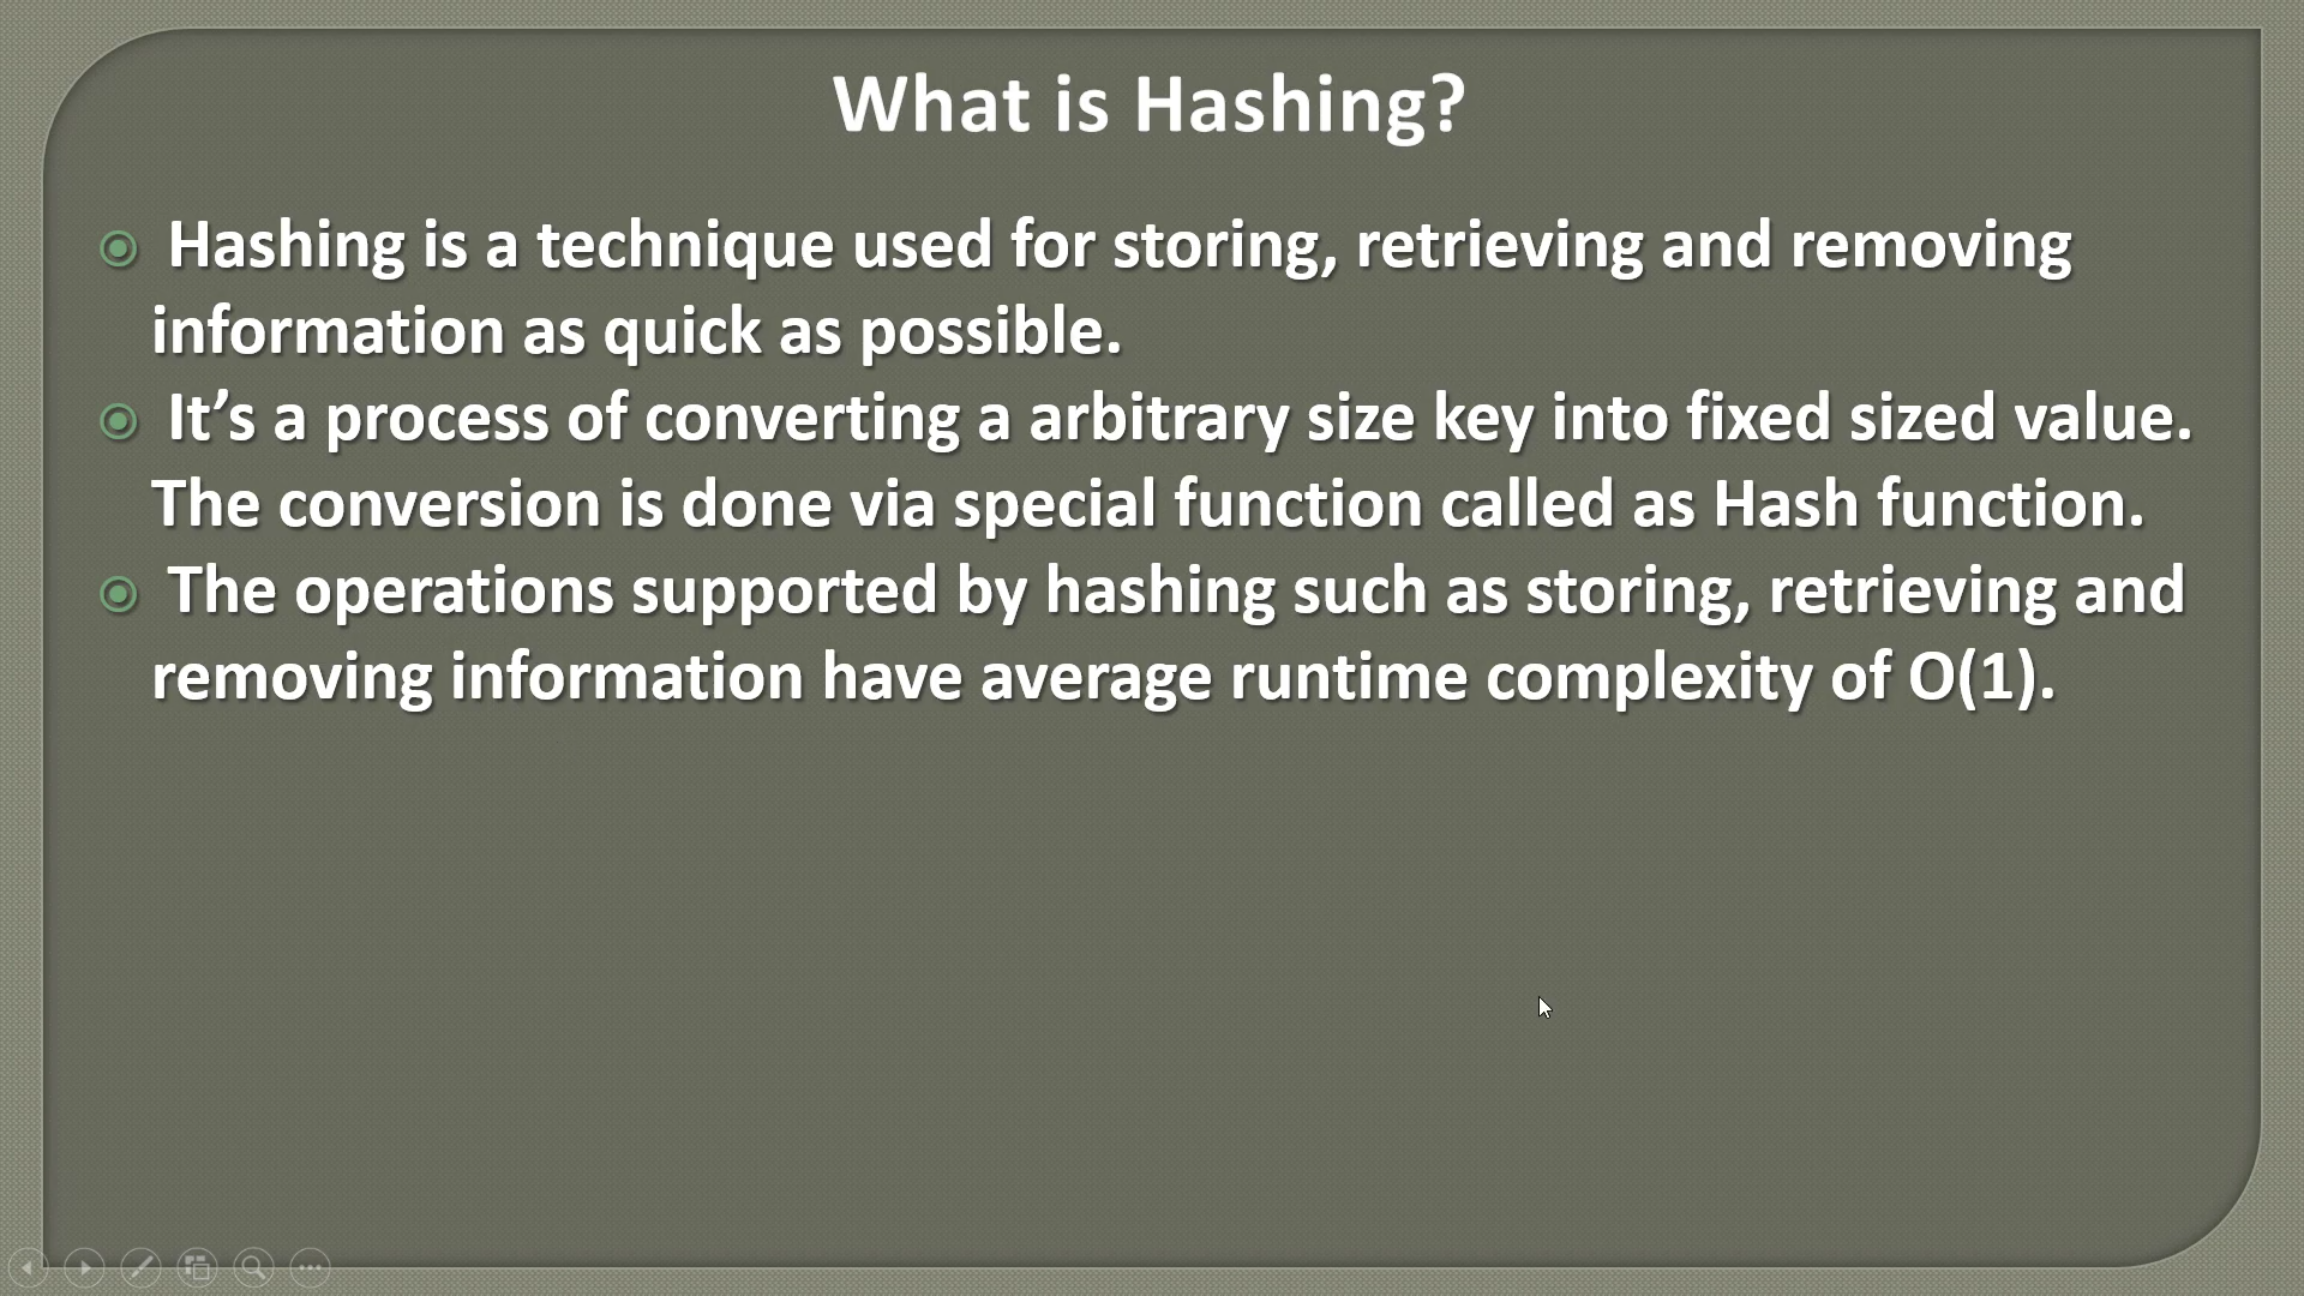 What is Hashing?
Hashing is a technique used for storing, retrieving and removing
information as quick as possible.
It’s a process of converting a arbitrary size key into fixed sized value.
The conversion is done via special function called as Hash function.
The operations supported by hashing such as storing, retrieving and
removing information have average runtime complexity of O(1).